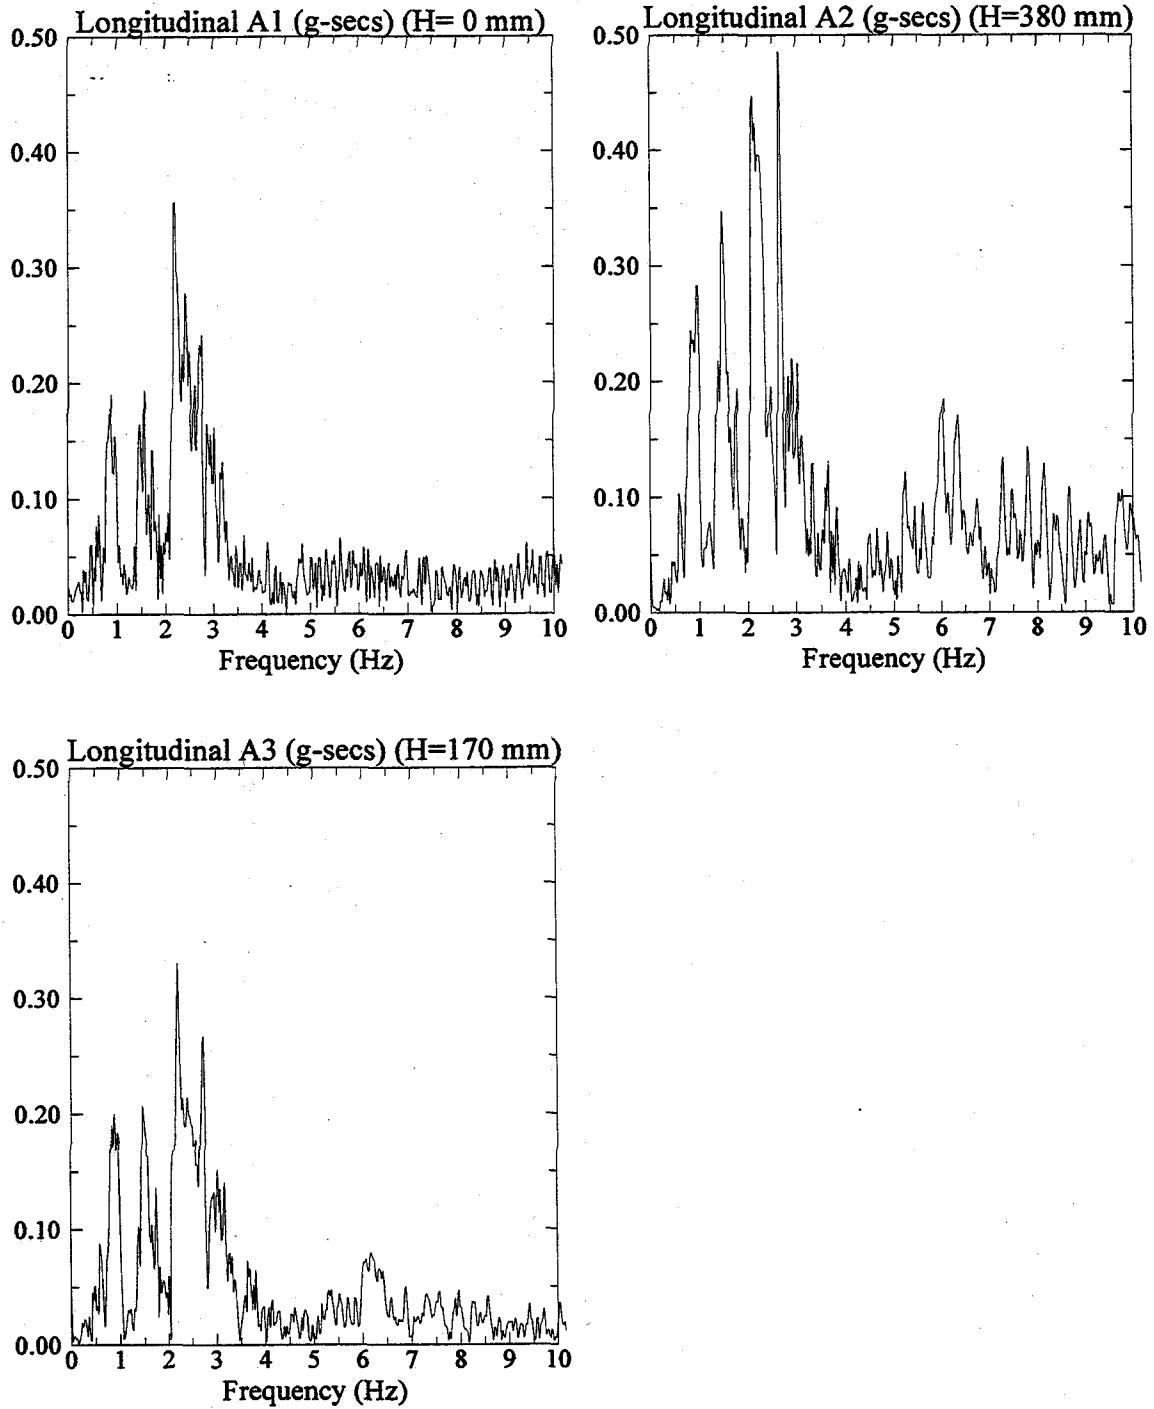 Longitudinal A1 (g-secs) (H= 0 mm)
0.50
0.40
0.30
0.20
0.10
0.00
0 1 2 3 4 5 6 7 8 9 10
Frequency (Hz)
Longitudinal A2 (g-secs) (H=380 mm)
0.50
0.40
0.30
0.20
0.10
0.00
0 1 2 3 4 5 6 7 8 9 10
Frequency (Hz)
Longitudinal A3 (g-secs) (H=170 mm)
0.50
0.40
0.30
0.20
0.10
0.00
0 1 2 3 4 5 6 7 8 9 10
Frequency (Hz)